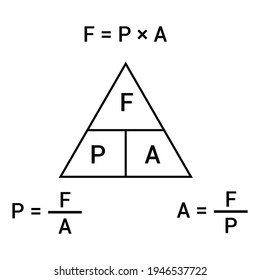 F = P × A
F
P A
P = F/A
A = F/P
shutterstock.com · 1946537722